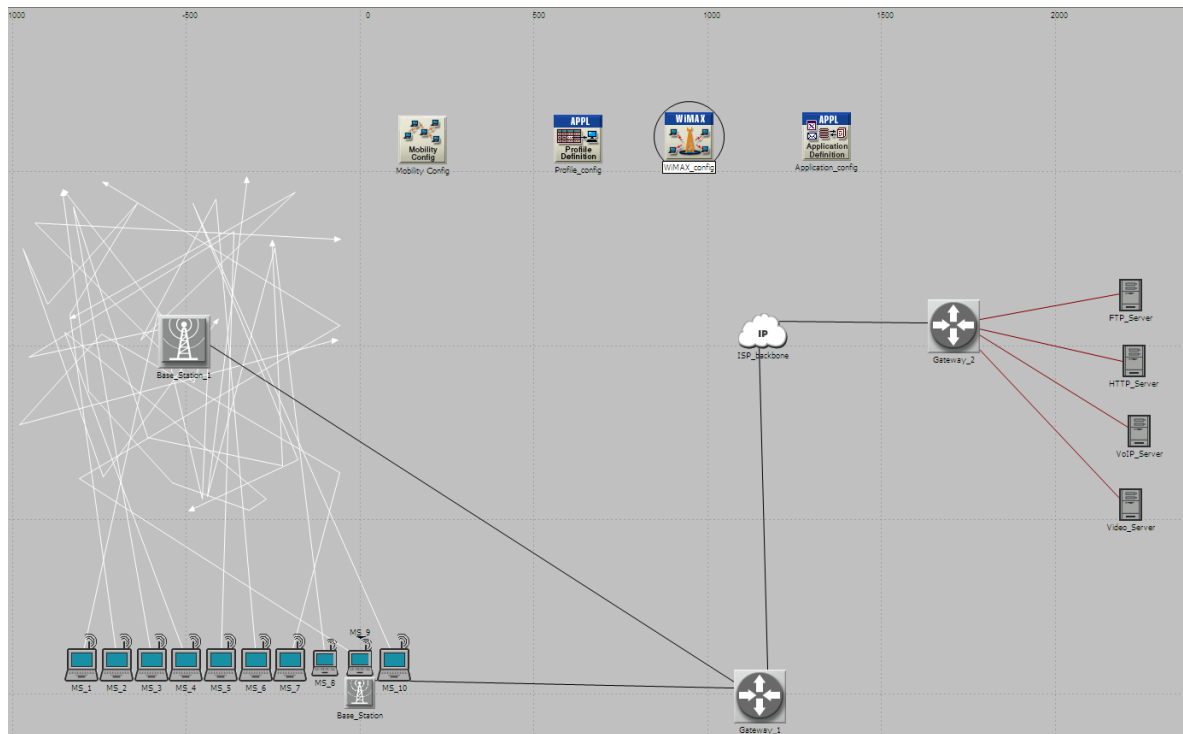 1000 -500 0 500 1000 1500 2000
Mobility
Config
Mobility Config
APPL
Profile
Definition
Profile_config
WiMAX
WiMAX_config
APPL
Application
Definition
Application_config
Base_Station_1
IP
ISP_backbone
Gateway_2
FTP_Server
HTTP_Server
VoIP_Server
Video_Server
MS_1
MS_2
MS_3
MS_4
MS_5
MS_6
MS_7
MS_8
MS_9
MS_10
Base_Station
Gateway_1